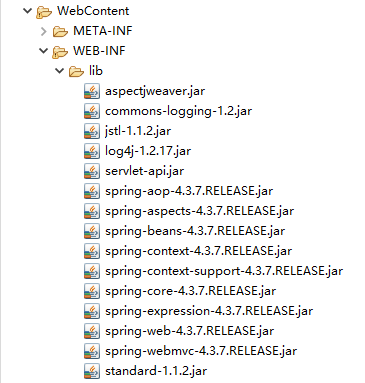 WebContent
META-INF
WEB-INF
lib
aspectjweaver.jar
commons-logging-1.2.jar
jstl-1.1.2.jar
log4j-1.2.17.jar
servlet-api.jar
spring-aop-4.3.7.RELEASE.jar
spring-aspects-4.3.7.RELEASE.jar
spring-beans-4.3.7.RELEASE.jar
spring-context-4.3.7.RELEASE.jar
spring-context-support-4.3.7.RELEASE.jar
spring-core-4.3.7.RELEASE.jar
spring-expression-4.3.7.RELEASE.jar
spring-web-4.3.7.RELEASE.jar
spring-webmvc-4.3.7.RELEASE.jar
standard-1.1.2.jar